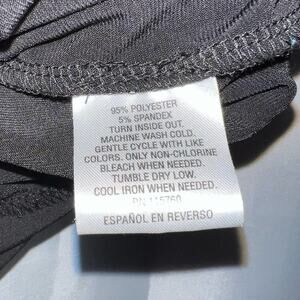 95% POLYESTER
5% SPANDEX
TURN INSIDE OUT.
MACHINE WASH COLD.
GENTLE CYCLE WITH LIKE
COLORS. ONLY NON-CHLORINE
BLEACH WHEN NEEDED.
TUMBLE DRY LOW.
COOL IRON WHEN NEEDED.
RN 115760
ESPAÑOL EN REVERSO